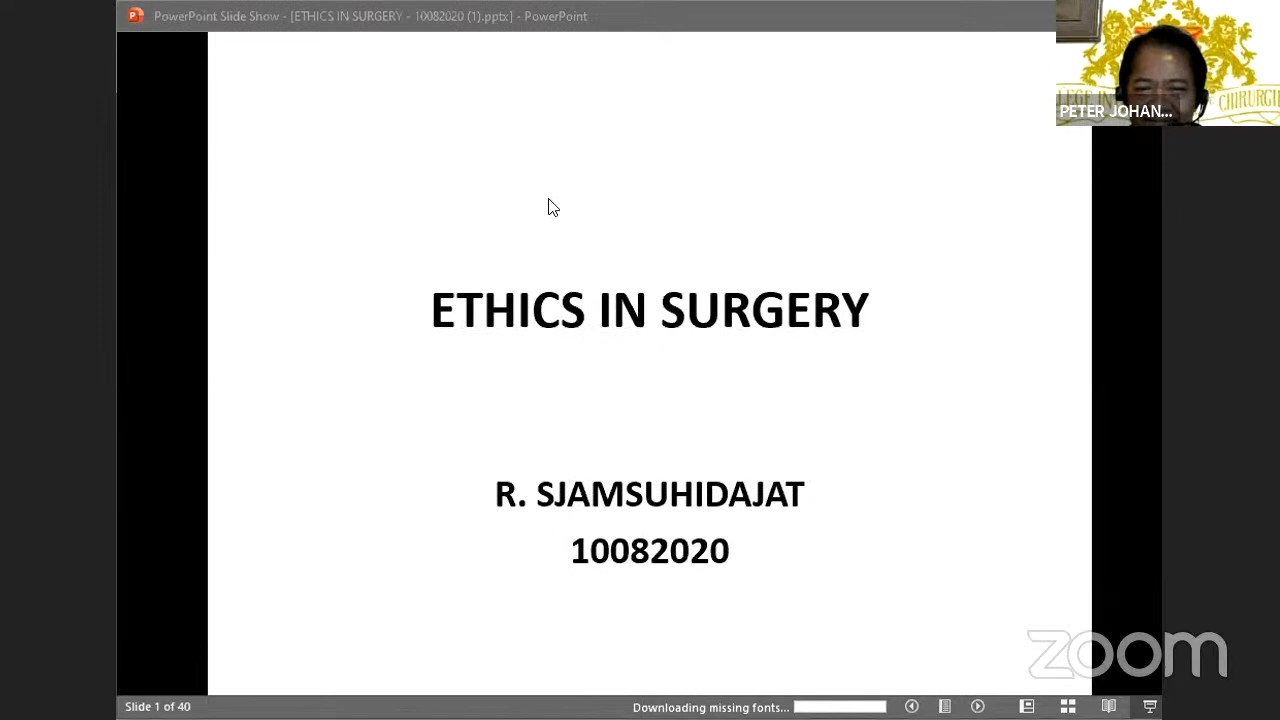 PowerPoint Slide Show - [ETHICS IN SURGERY - 10082020 (1).pptx] - PowerPoint
PETER JOHAN...
CHIRURGI
ETHICS IN SURGERY
R. SJAMSUHIDAJAT
10082020
zoom
Slide 1 of 40
Downloading missing fonts...